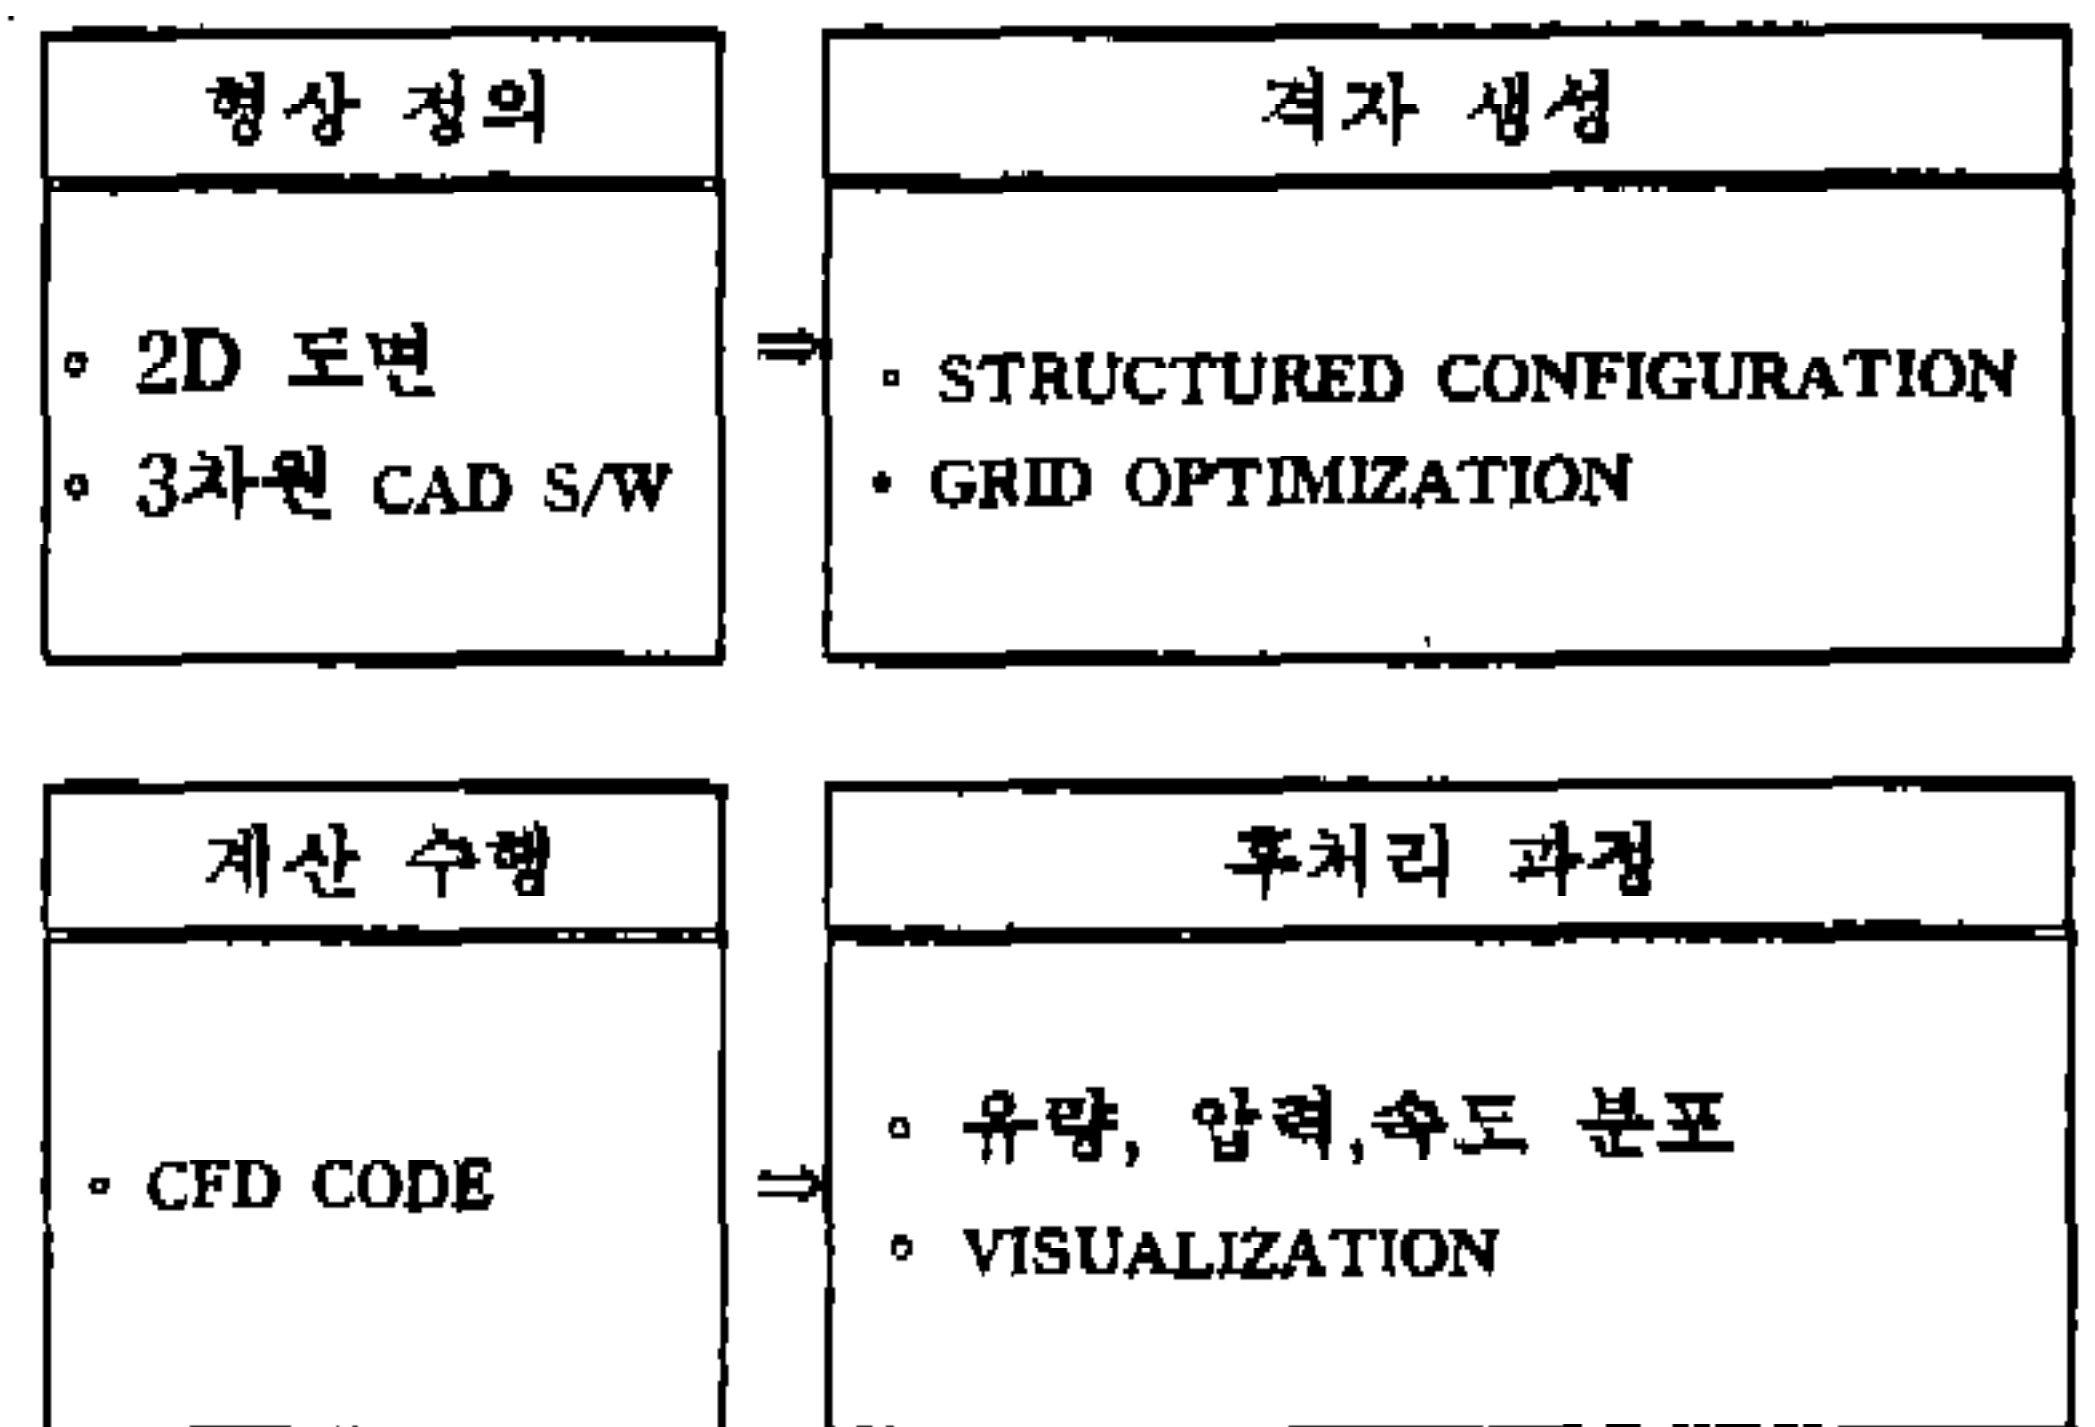 형상 정의
◦ 2D 도면
◦ 3차원 CAD S/W
⇒
격자 생성
◦ STRUCTURED CONFIGURATION
• GRID OPTIMIZATION
계산 수행
◦ CFD CODE
⇒
후처리 과정
◦ 유량, 압력,속도 분포
◦ VISUALIZATION